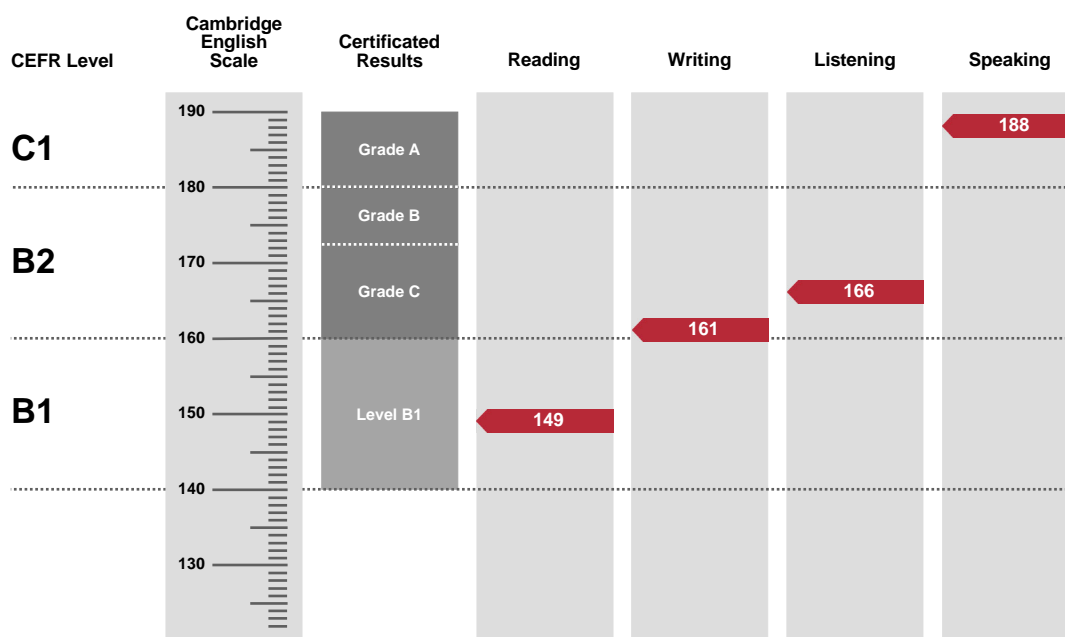 CEFR Level
Cambridge
English
Scale
Certificated
Results
Reading
Writing
Listening
Speaking
190
188
C1
Grade A
180
Grade B
B2
170
Grade C
166
161
160
B1
150
Level B1
149
140
130